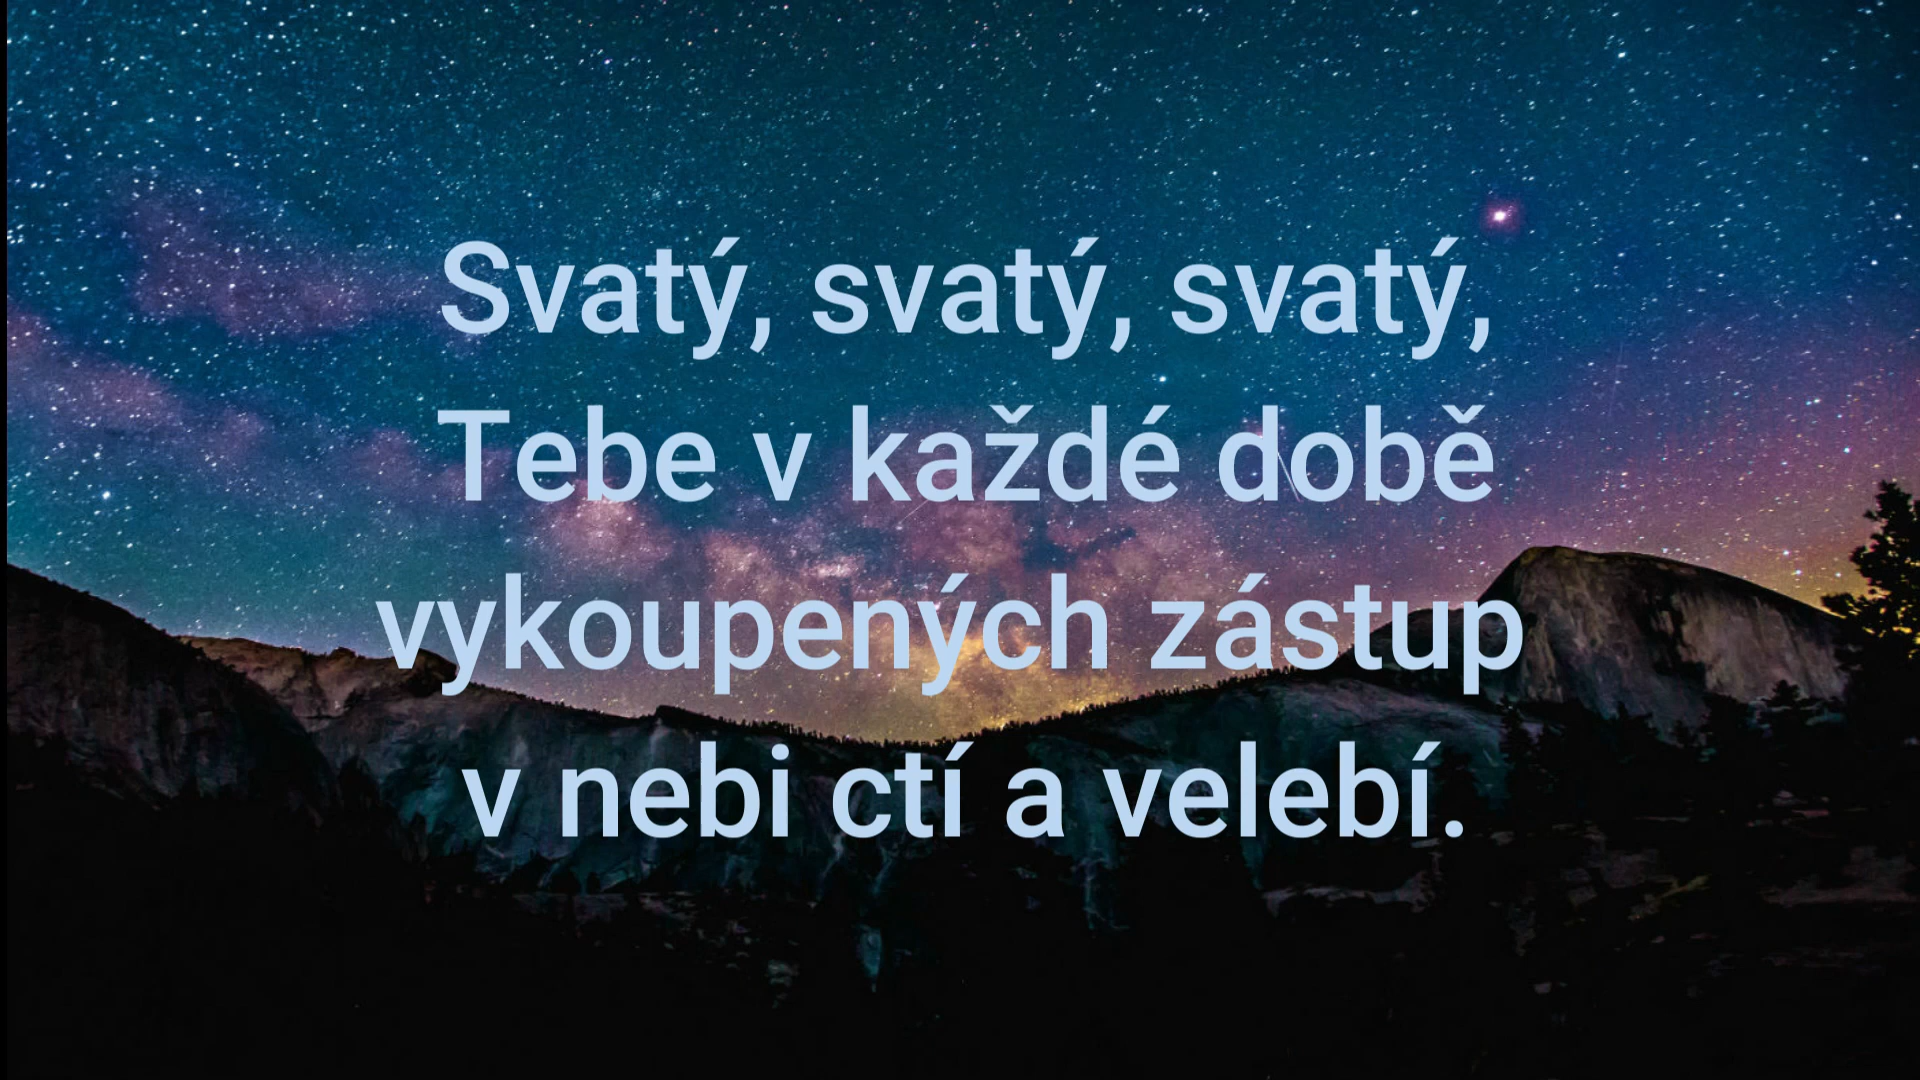 Svatý, svatý, svatý,
Tebe v každé době
vykoupených zástup
v nebi ctí a velebí.